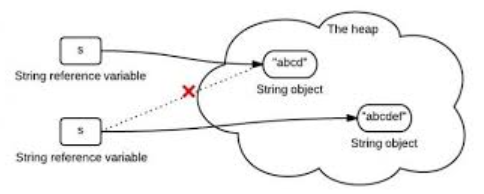 The heap
s
"abcd"
String reference variable
String object
s
"abcdef"
String reference variable
String object